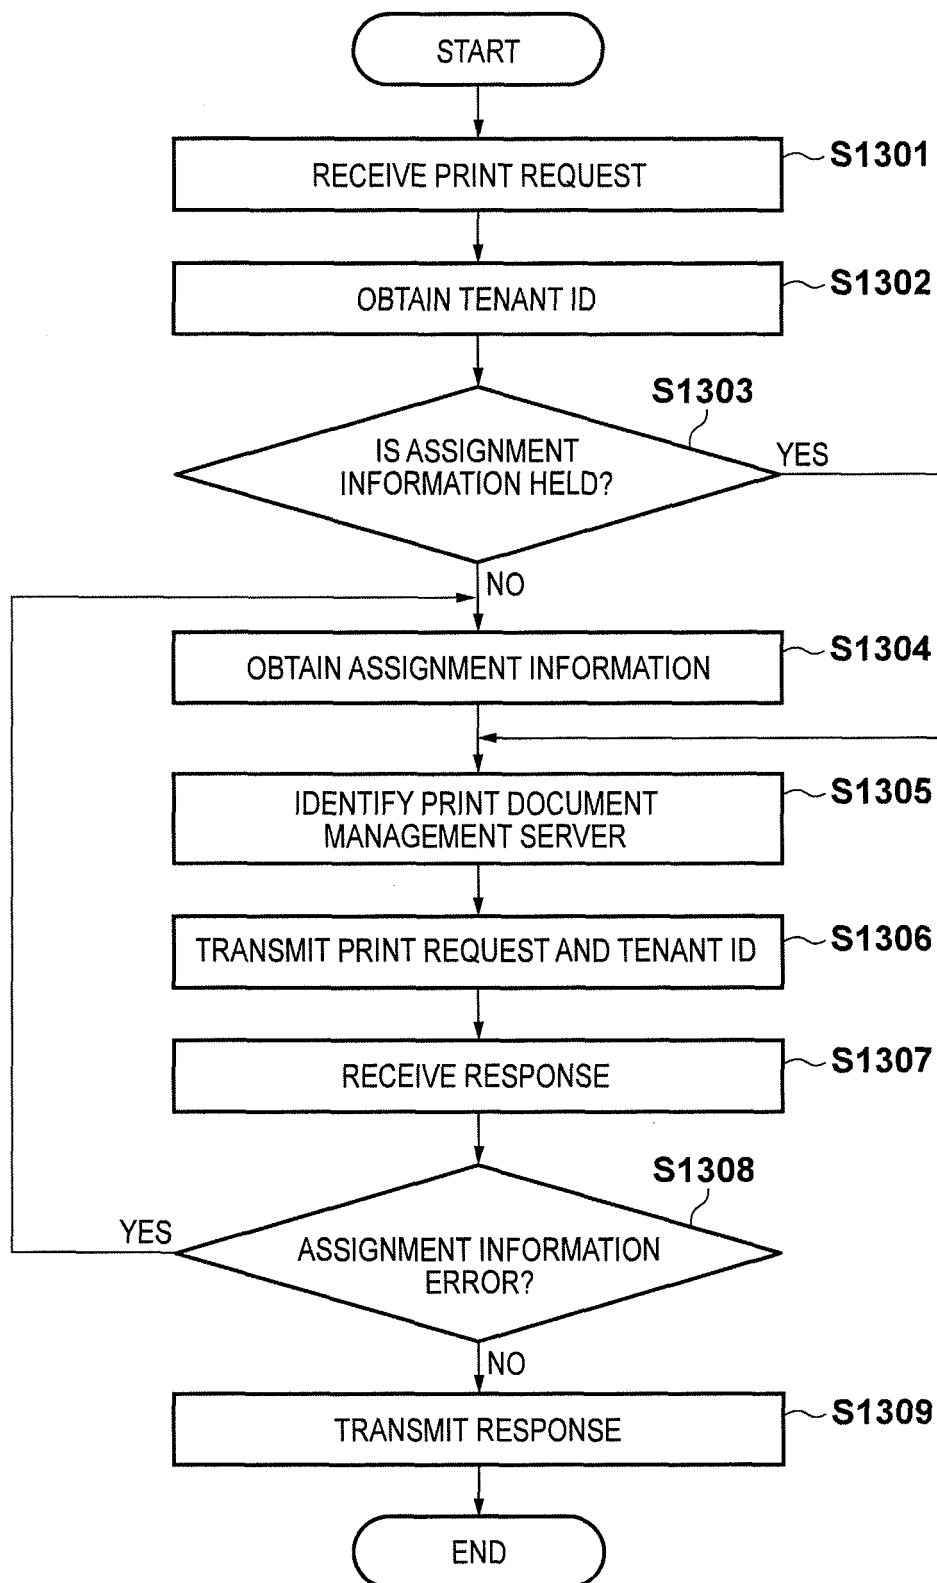 START
RECEIVE PRINT REQUEST
S1301
OBTAIN TENANT ID
S1302
S1303
IS ASSIGNMENT
INFORMATION HELD?
YES
NO
OBTAIN ASSIGNMENT INFORMATION
S1304
IDENTIFY PRINT DOCUMENT
MANAGEMENT SERVER
S1305
TRANSMIT PRINT REQUEST AND TENANT ID
S1306
RECEIVE RESPONSE
S1307
S1308
YES
ASSIGNMENT INFORMATION
ERROR?
NO
TRANSMIT RESPONSE
S1309
END